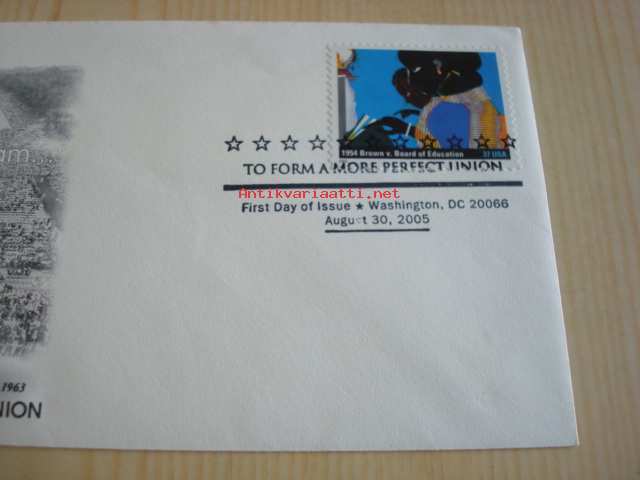 1954 Brown v. Board of Education 37 USA
TO FORM A MORE PERFECT UNION
Antikvariaatti.net
First Day of Issue ★ Washington, DC 20066
August 30, 2005
am...
1963
NION